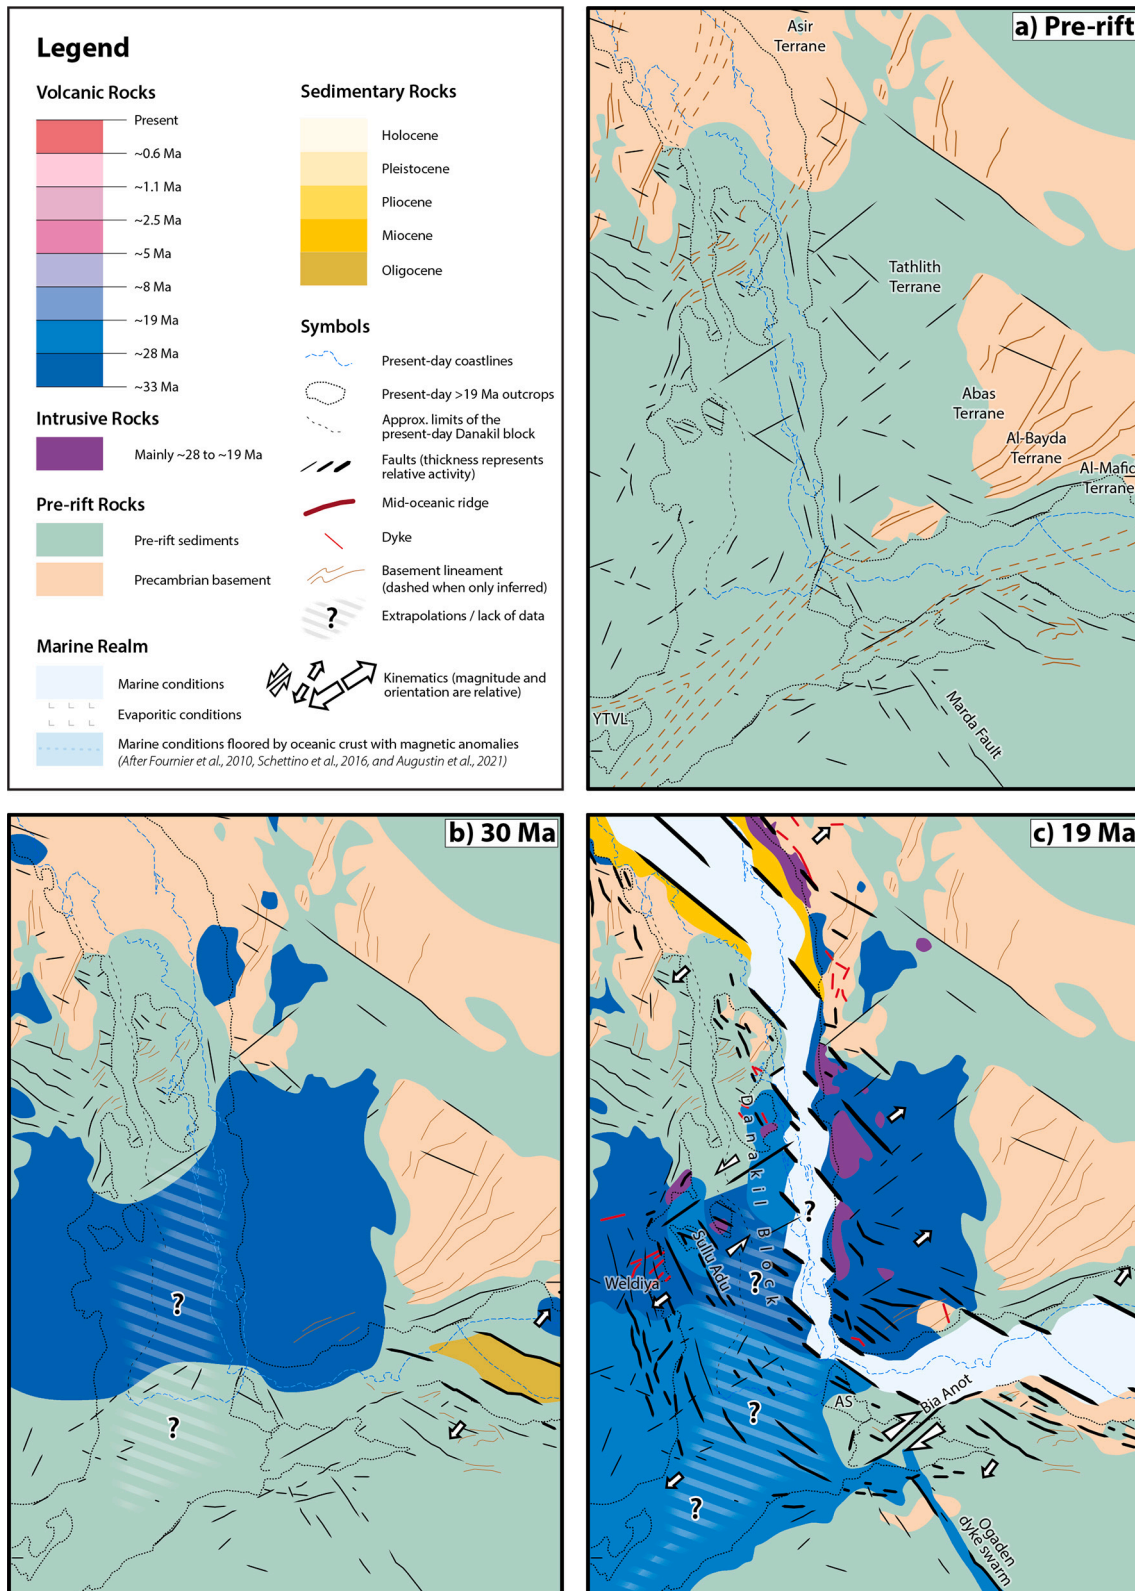 Legend
Volcanic Rocks
Present
~0.6 Ma
~1.1 Ma
~2.5 Ma
~5 Ma
~8 Ma
~19 Ma
~28 Ma
~33 Ma
Intrusive Rocks
Mainly ~28 to ~19 Ma
Pre-rift Rocks
Pre-rift sediments
Precambrian basement
Marine Realm
Marine conditions
Evaporitic conditions
Marine conditions floored by oceanic crust with magnetic anomalies
(After Fournier et al., 2010, Schettino et al., 2016, and Augustin et al., 2021)
Sedimentary Rocks
Holocene
Pleistocene
Pliocene
Miocene
Oligocene
Symbols
Present-day coastlines
Present-day >19 Ma outcrops
Approx. limits of the
present-day Danakil block
Faults (thickness represents
relative activity)
Mid-oceanic ridge
Dyke
Basement lineament
(dashed when only inferred)
?
Extrapolations / lack of data
Kinematics (magnitude and
orientation are relative)
a) Pre-rift
Asir
Terrane
Tathlith
Terrane
Abas
Terrane
Al-Bayda
Terrane
Al-Mafid
Terrane
YTVL
Marda Fault
b) 30 Ma
?
?
c) 19 Ma
Danakil Block
?
?
Sullu Adu
Weldiya
?
AS
Bia Anot
?
Ogaden
dyke swarm